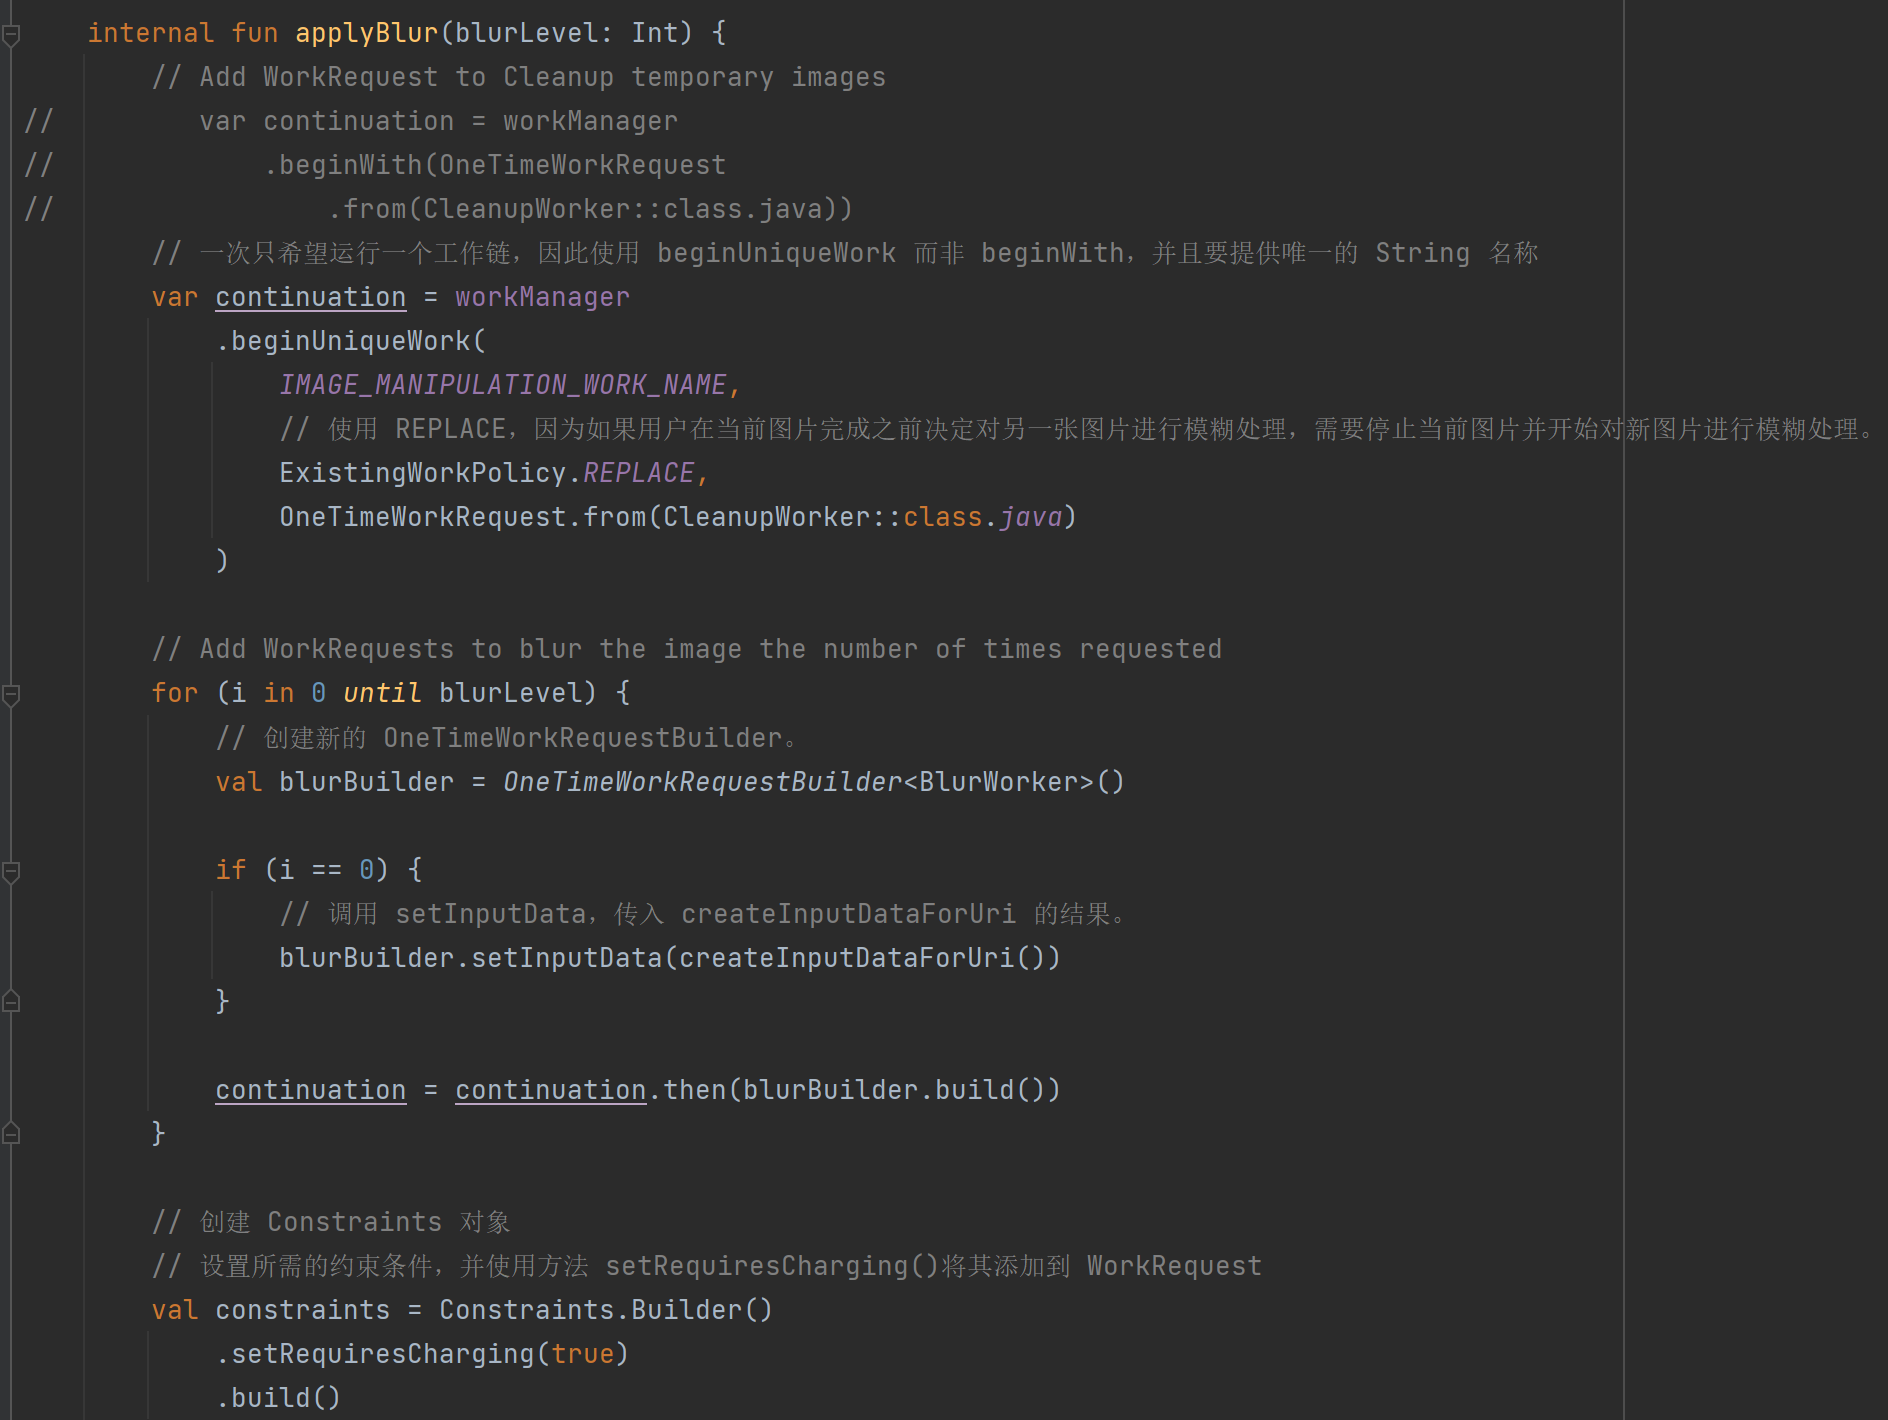 internal fun applyBlur(blurLevel: Int) {
// Add WorkRequest to Cleanup temporary images
// var continuation = workManager
// .beginWith(OneTimeWorkRequest
// .from(CleanupWorker::class.java))
// 一次只希望运行一个工作链，因此使用 beginUniqueWork 而非 beginWith，并且要提供唯一的 String 名称
var continuation = workManager
.beginUniqueWork(
IMAGE_MANIPULATION_WORK_NAME,
// 使用 REPLACE，因为如果用户在当前图片完成之前决定对另一张图片进行模糊处理，需要停止当前图片并开始对新图片进行模糊处理。
ExistingWorkPolicy.REPLACE,
OneTimeWorkRequest.from(CleanupWorker::class.java)
)
// Add WorkRequests to blur the image the number of times requested
for (i in 0 until blurLevel) {
// 创建新的 OneTimeWorkRequestBuilder。
val blurBuilder = OneTimeWorkRequestBuilder<BlurWorker>()
if (i == 0) {
// 调用 setInputData，传入 createInputDataForUri 的结果。
blurBuilder.setInputData(createInputDataForUri())
}
continuation = continuation.then(blurBuilder.build())
}
// 创建 Constraints 对象
// 设置所需的约束条件，并使用方法 setRequiresCharging()将其添加到 WorkRequest
val constraints = Constraints.Builder()
.setRequiresCharging(true)
.build()